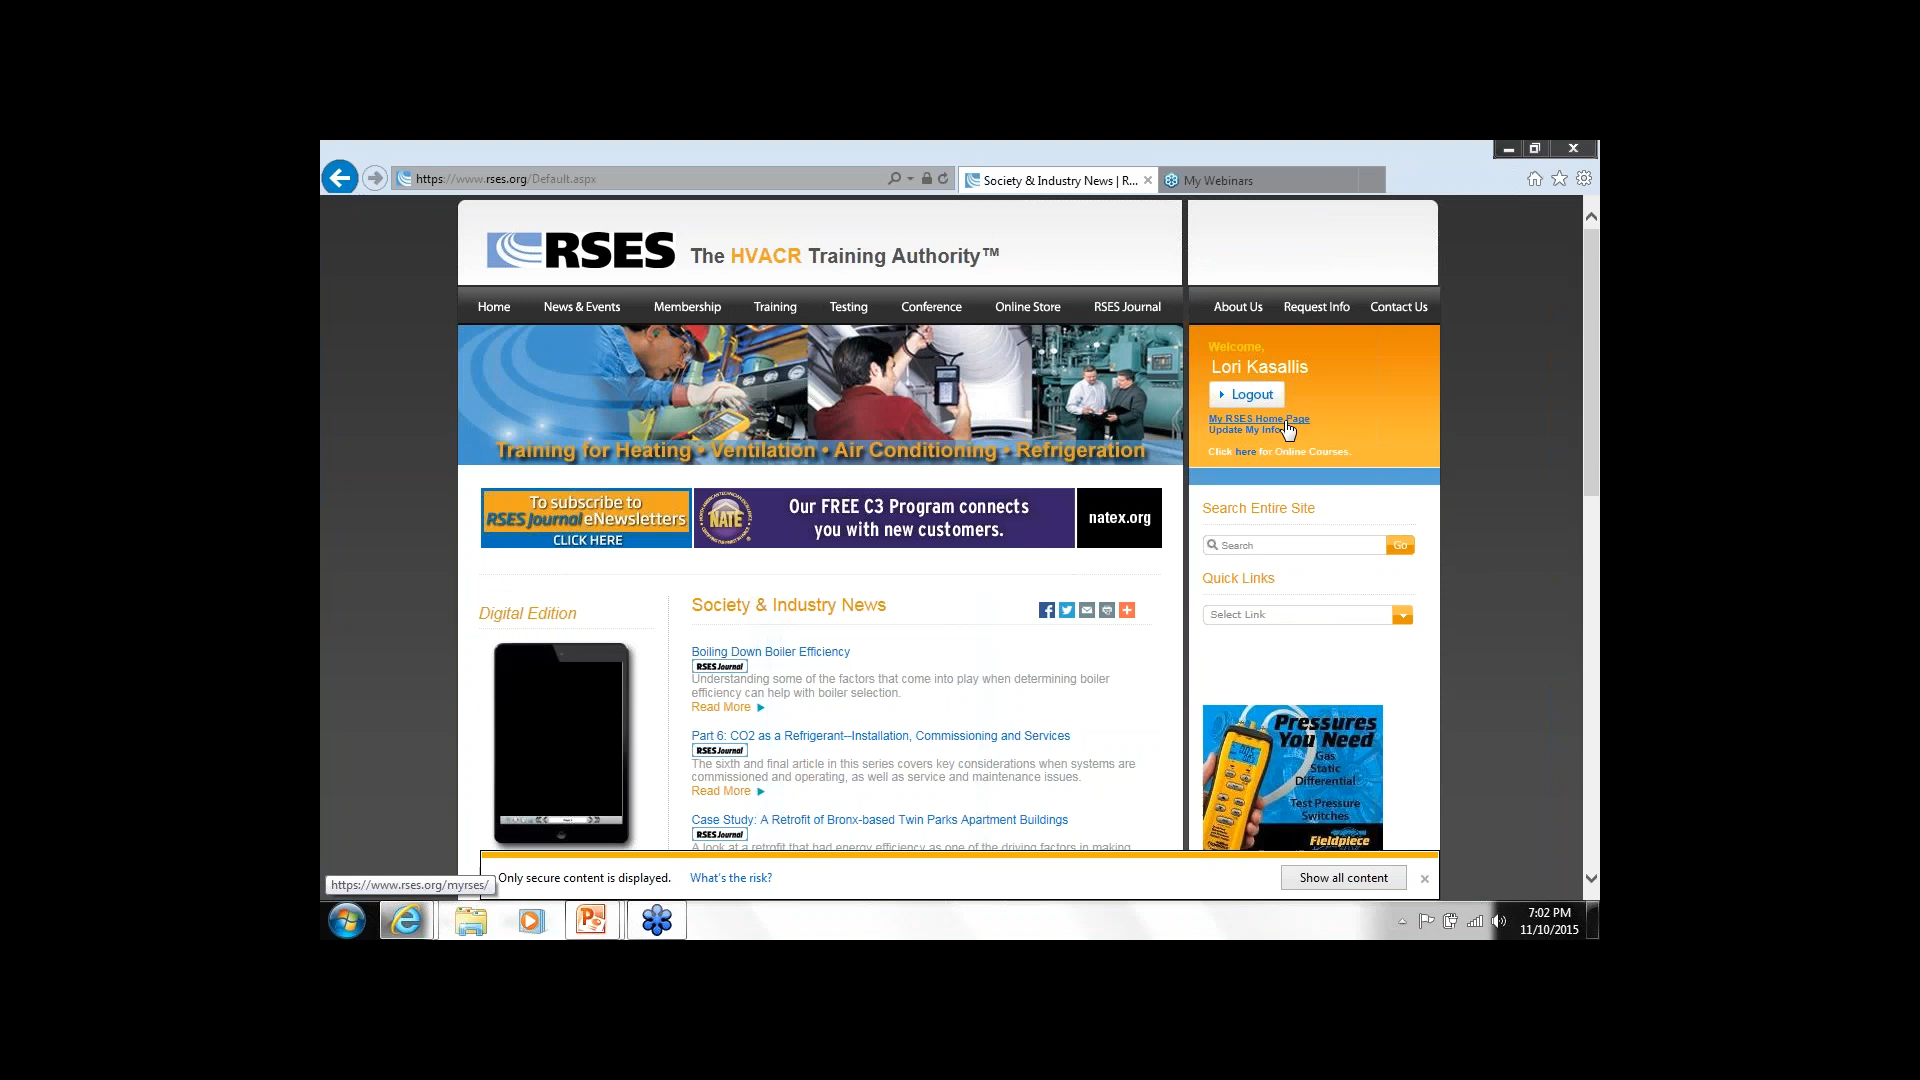 https://www.rses.org/Default.aspx
Society & Industry News | R...
My Webinars
RSES The HVACR Training Authority™
Home News & Events Membership Training Testing Conference Online Store RSES Journal About Us Request Info Contact Us
Training for Heating • Ventilation • Air Conditioning • Refrigeration
Welcome,
Lori Kasallis
Logout
My RSES Home Page
Update My Info
Click here for Online Courses.
To subscribe to
RSES Journal eNewsletters
CLICK HERE
NATE
Our FREE C3 Program connects
you with new customers.
natex.org
Search Entire Site
Search Go
Quick Links
Select Link
Digital Edition
Society & Industry News
Boiling Down Boiler Efficiency
RSES Journal
Understanding some of the factors that come into play when determining boiler
efficiency can help with boiler selection.
Read More
Part 6: CO2 as a Refrigerant--Installation, Commissioning and Services
RSES Journal
The sixth and final article in this series covers key considerations when systems are
commissioned and operating, as well as service and maintenance issues.
Read More
Case Study: A Retrofit of Bronx-based Twin Parks Apartment Buildings
RSES Journal
A look at a retrofit that had energy efficiency as one of the driving factors in making
Pressures
You Need
Gas
Static
Differential
Test Pressure
Switches
Fieldpiece
Only secure content is displayed. What's the risk? Show all content
https://www.rses.org/myrses/
7:02 PM
11/10/2015